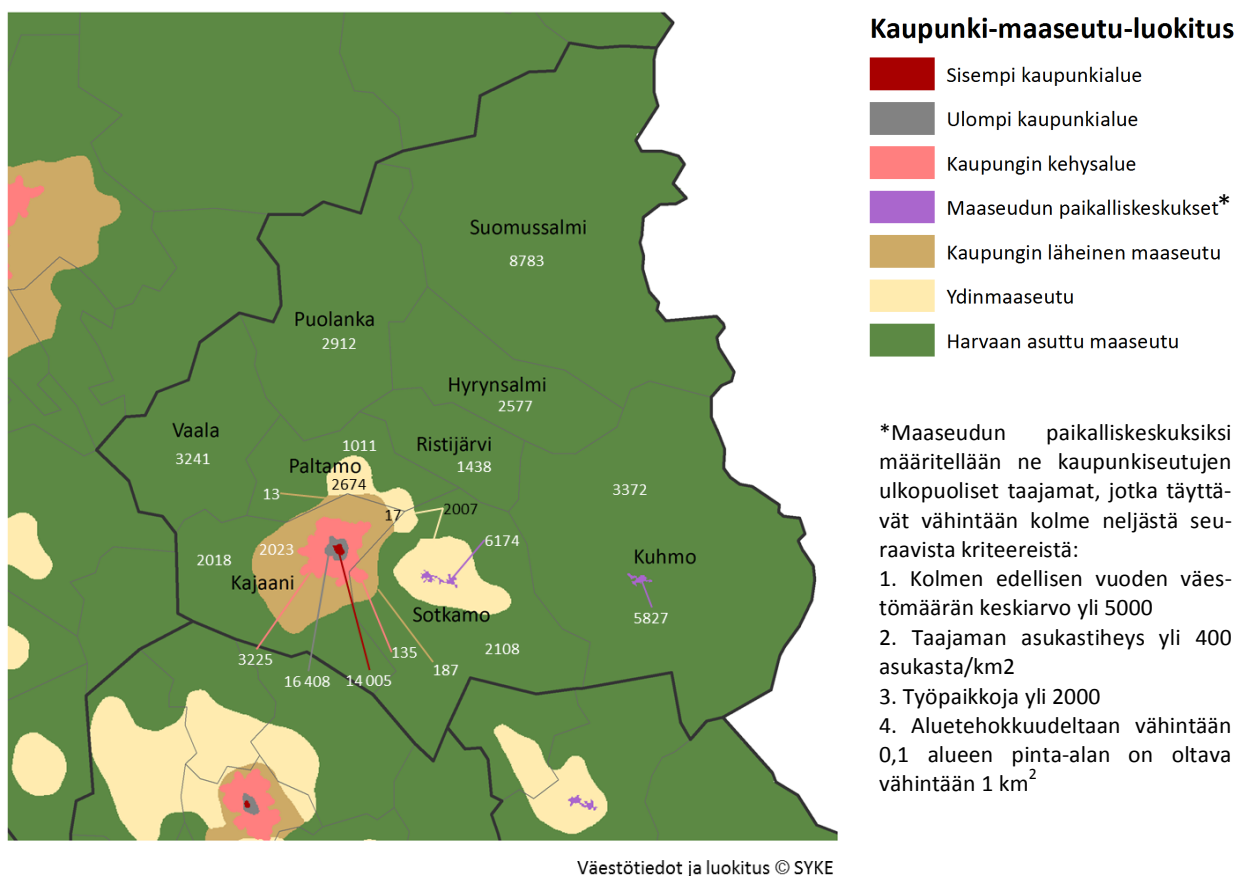 Kaupunki-maaseutu-luokitus
Sisempi kaupunkialue
Ulompi kaupunkialue
Kaupungin kehysalue
Maaseudun paikalliskeskukset*
Kaupungin läheinen maaseutu
Ydinmaaseutu
Harvaan asuttu maaseutu
*Maaseudun paikalliskeskuksiksi
määritellään ne kaupunkiseutujen
ulkopuoliset taajamat, jotka täyttä-
vät vähintään kolme neljästä seu-
raavista kriteereistä:
1. Kolmen edellisen vuoden väes-
tömäärän keskiarvo yli 5000
2. Taajaman asukastiheys yli 400
asukasta/km2
3. Työpaikkoja yli 2000
4. Aluetehokkuudeltaan vähintään
0,1 alueen pinta-alan on oltava
vähintään 1 km²
Suomussalmi
8783
Puolanka
2912
Hyrynsalmi
2577
Vaala
3241
1011
Ristijärvi
1438
Paltamo
2674
13
3372
17
2007
6174
2018
2023
Kajaani
Kuhmo
5827
Sotkamo
2108
3225
135
187
16 408
14 005
Väestötiedot ja luokitus © SYKE